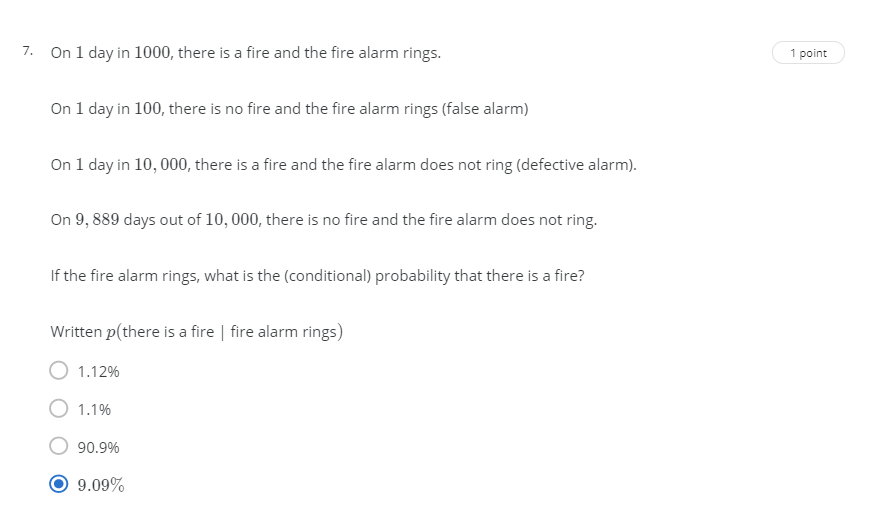 7. On 1 day in 1000, there is a fire and the fire alarm rings.
1 point
On 1 day in 100, there is no fire and the fire alarm rings (false alarm)
On 1 day in 10, 000, there is a fire and the fire alarm does not ring (defective alarm).
On 9, 889 days out of 10, 000, there is no fire and the fire alarm does not ring.
If the fire alarm rings, what is the (conditional) probability that there is a fire?
Written p(there is a fire | fire alarm rings)
1.12%
1.1%
90.9%
9.09%